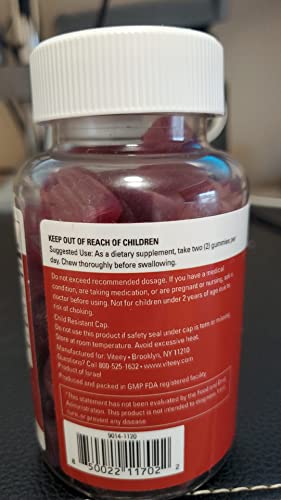 KEEP OUT OF REACH OF CHILDREN
Suggested Use: As a dietary supplement, take two (2) gummies per
day. Chew thoroughly before swallowing.
Do not exceed recommended dosage. If you have a medical
condition, are taking medication, or are pregnant or nursing, ask a
doctor before using. Not for children under 2 years of age due to
risk of choking.
Child Resistant Cap.
Do not use this product if safety seal under cap is torn or missing.
Store at room temperature. Avoid excessive heat.
Manufactured for: Viteey • Brooklyn, NY 11210
Questions? Call 800-525-1632 • www.viteey.com
Product of Israel
Produced and packed in GMP FDA registered facility.
*This statement has not been evaluated by the Food and Drug
Administration. This product is not intended to diagnose, treat,
cure, or prevent any disease.
9014-1120
8 50022 11702 2